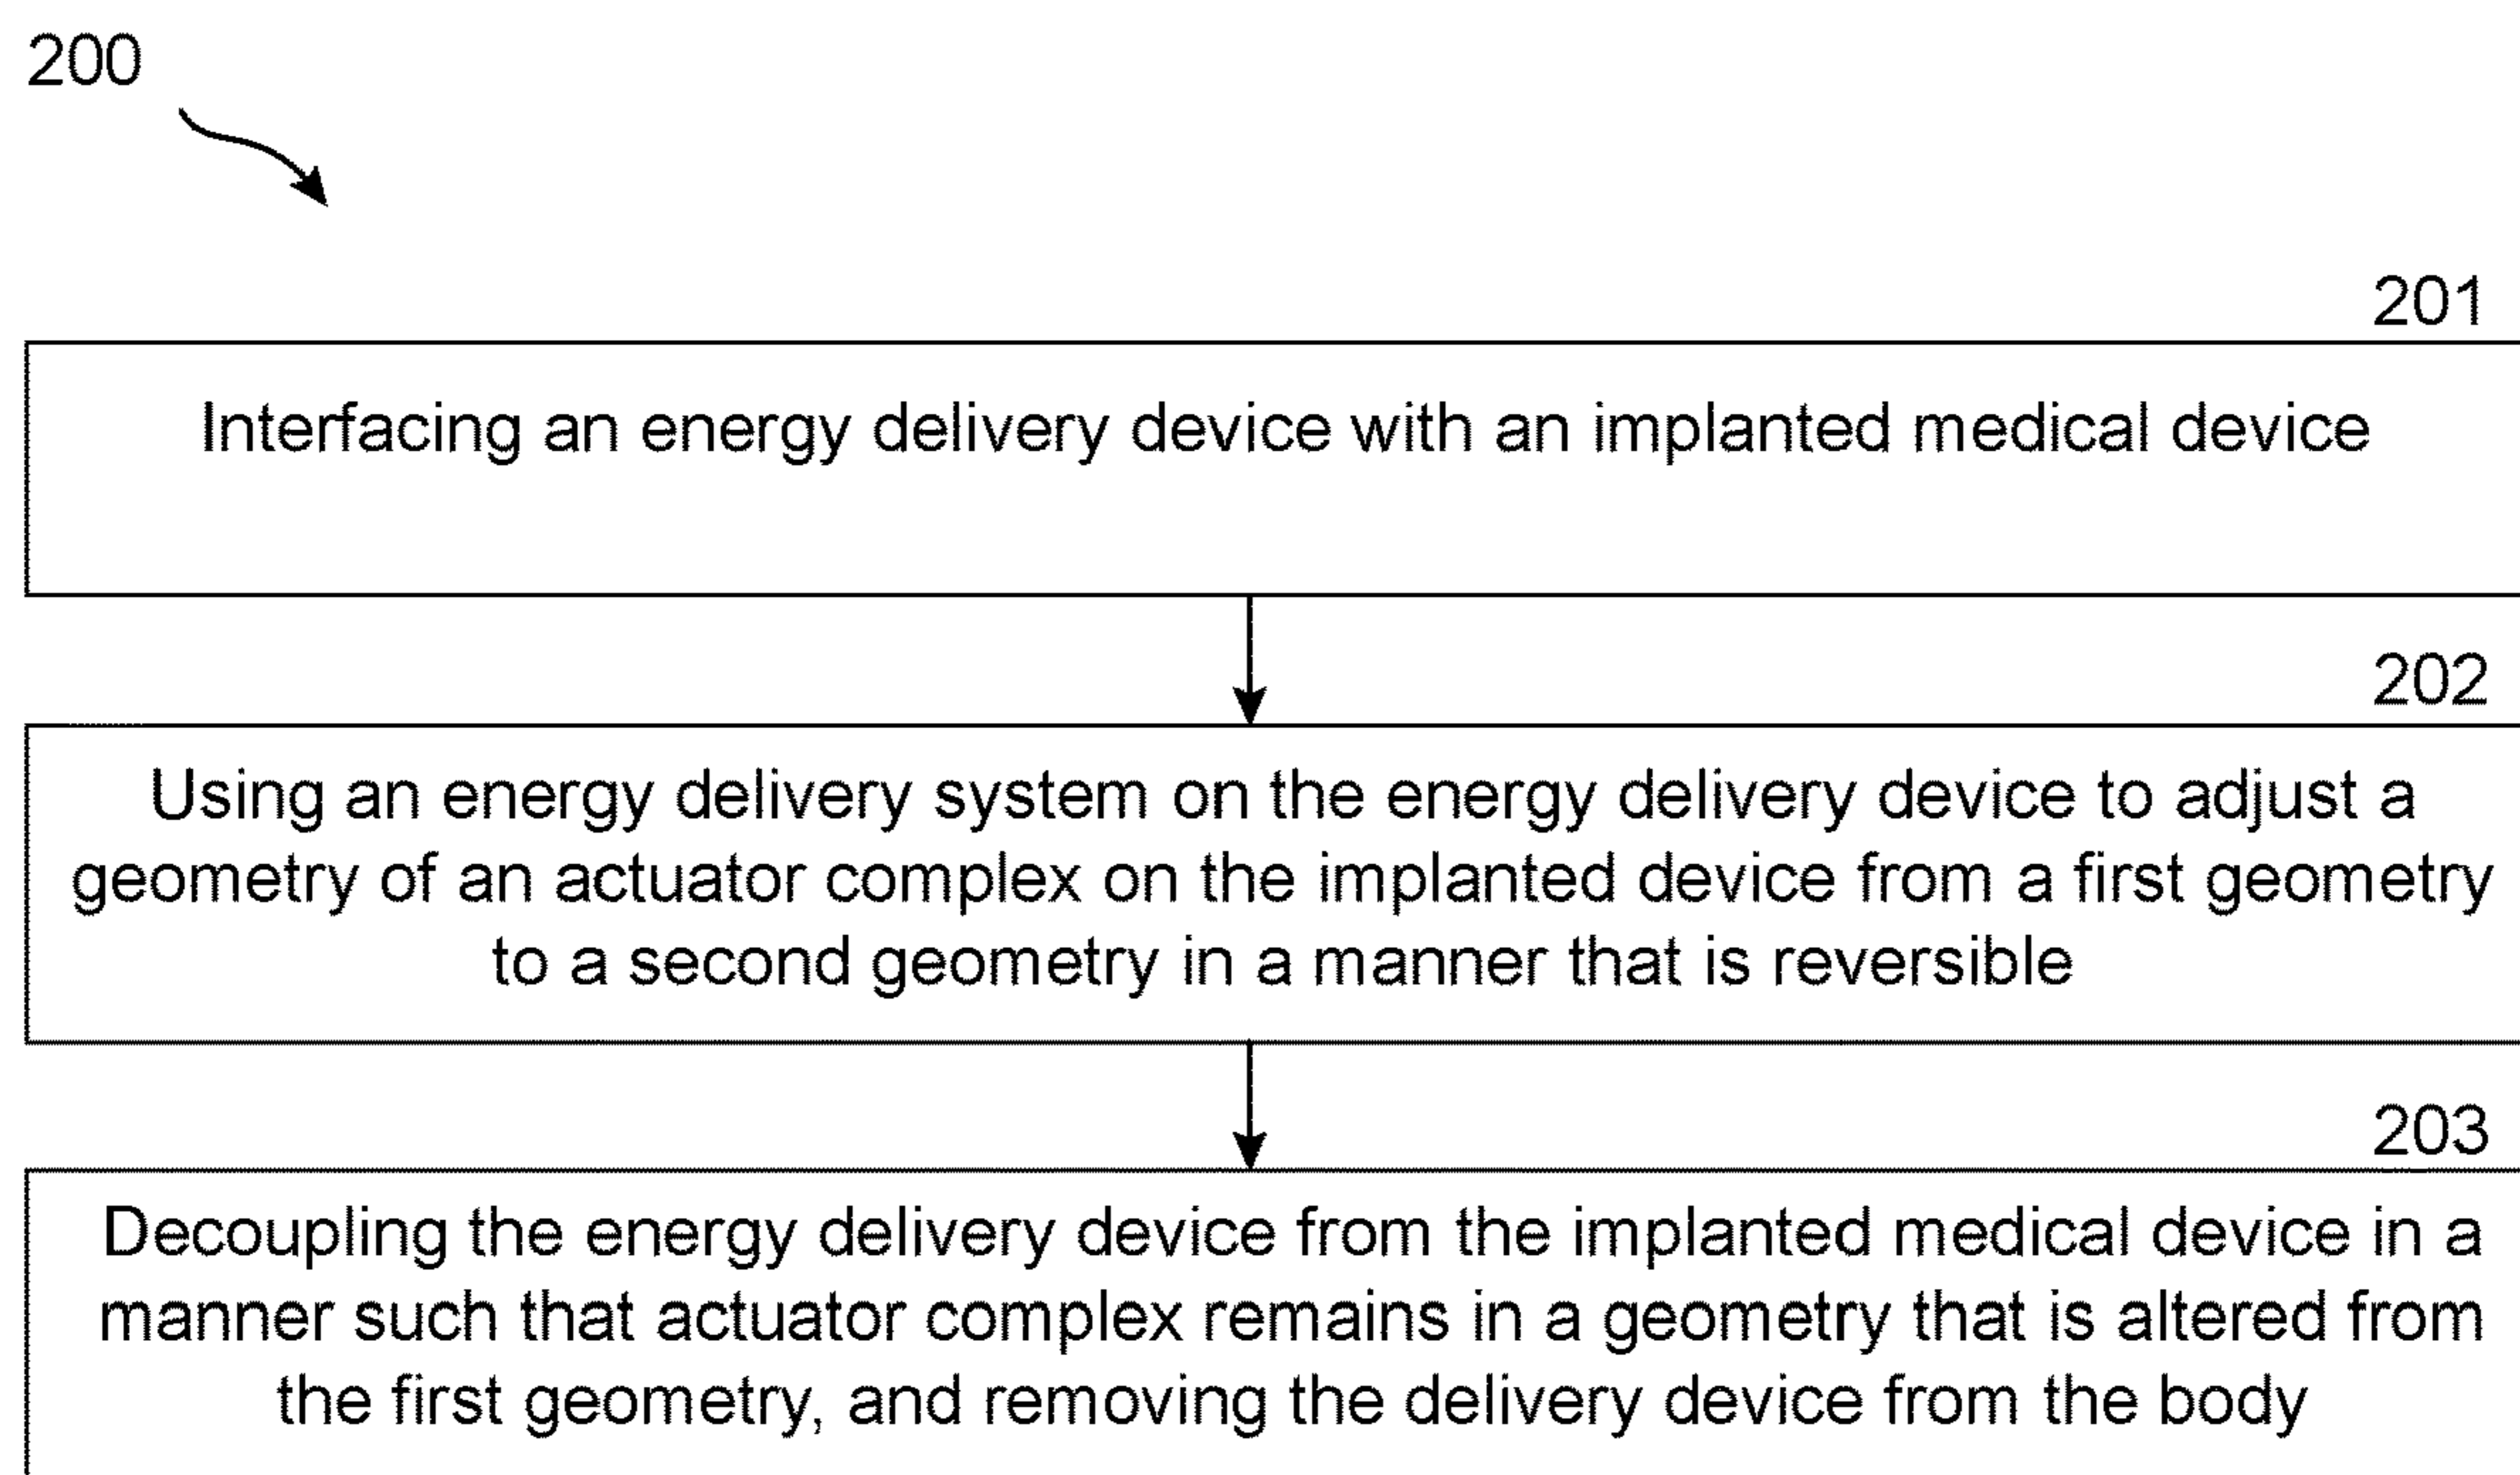 200
201
Interfacing an energy delivery device with an implanted medical device
202
Using an energy delivery system on the energy delivery device to adjust a
geometry of an actuator complex on the implanted device from a first geometry
to a second geometry in a manner that is reversible
203
Decoupling the energy delivery device from the implanted medical device in a
manner such that actuator complex remains in a geometry that is altered from
the first geometry, and removing the delivery device from the body